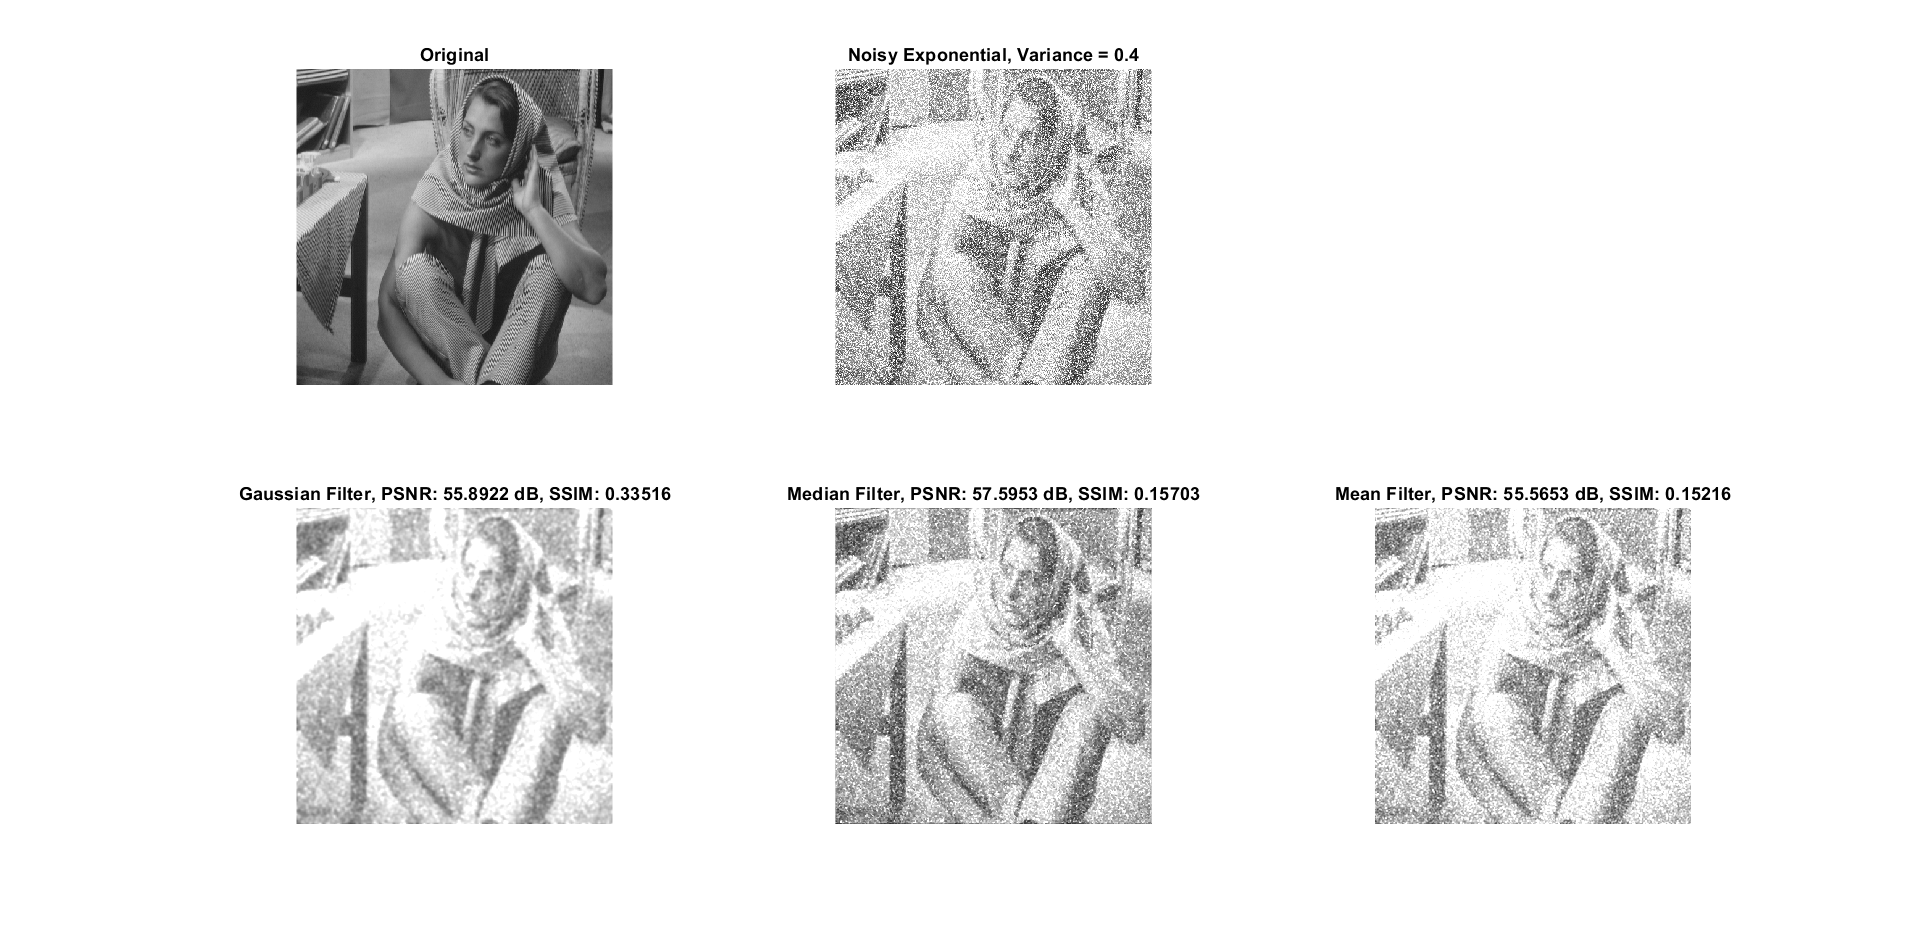 Original
Noisy Exponential, Variance = 0.4
Gaussian Filter, PSNR: 55.8922 dB, SSIM: 0.33516
Median Filter, PSNR: 57.5953 dB, SSIM: 0.15703
Mean Filter, PSNR: 55.5653 dB, SSIM: 0.15216